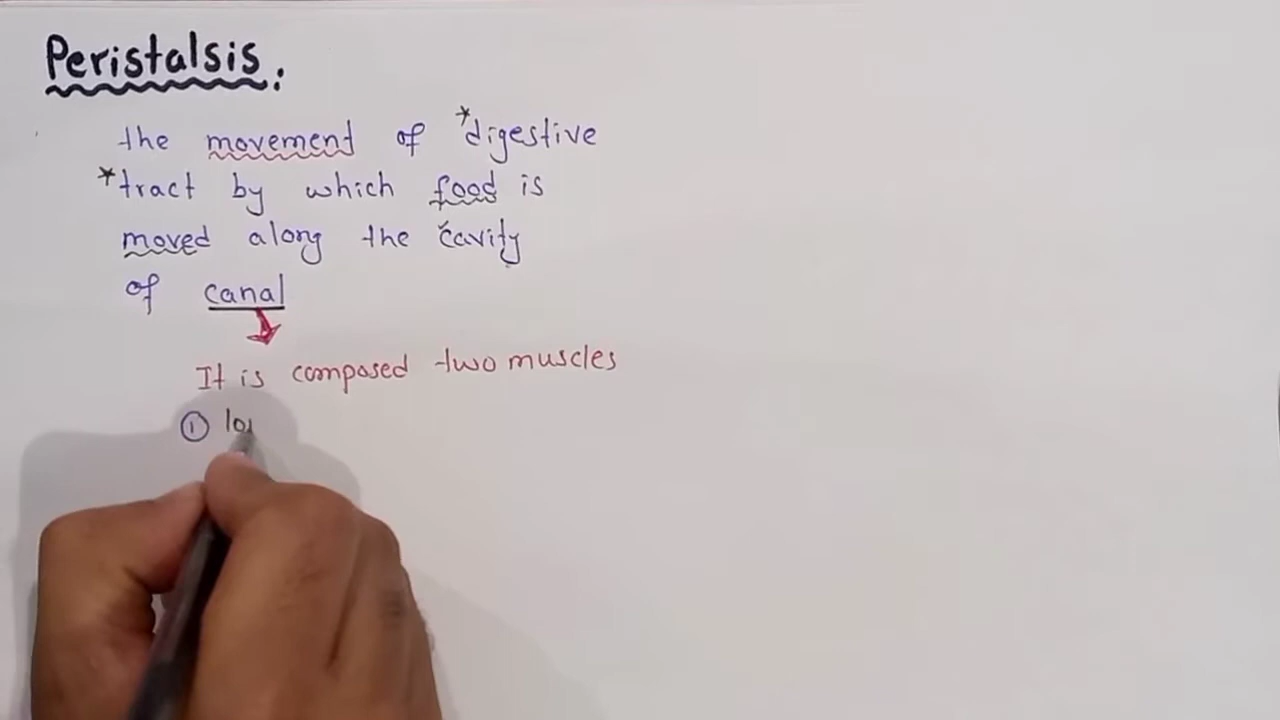 Peristalsis:
the movement of *digestive
*tract by which food is
moved along the cavity
of canal
It is composed two muscles
①